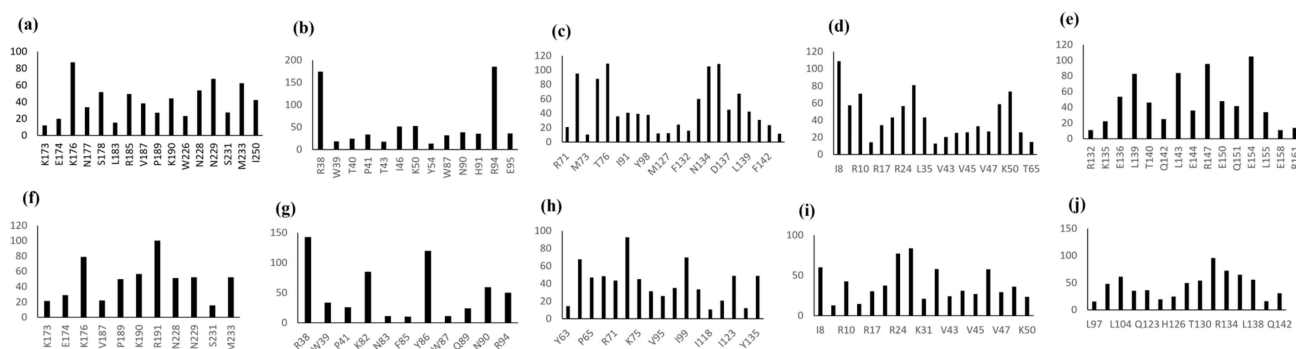 (a)
100
80
60
40
20
0
K173 E174 K176 N177 S178 L183 R185 V187 P189 K190 W226 N228 N229 S231 M233 I250
(b)
200
150
100
50
0
R38 W39 T40 P41 T43 I46 K50 Y54 W87 N90 H91 R94 E95
(c)
120
100
80
60
40
20
0
R71 M73 T76 I91 Y98 M127 F132 N134 D137 L139 F142
(d)
120
100
80
60
40
20
0
I8 R10 R17 R24 L35 V43 V45 V47 K50 T65
(e)
120
100
80
60
40
20
0
R132 K135 E136 L139 T140 Q142 L143 E144 R147 E150 Q151 E154 L155 E158 R161
(f)
120
100
80
60
40
20
0
K173 E174 K176 V187 P189 K190 R191 N228 N229 S231 M233
(g)
150
100
50
0
R38 W39 P41 K82 N83 F85 Y86 W87 Q89 N90 R94
(h)
100
80
60
40
20
0
Y63 P65 R71 K75 V95 I99 I118 I123 Y135
(i)
100
50
0
I8 R10 R17 R24 K31 V43 V45 V47 K50
(j)
150
100
50
0
L97 L104 Q123 H126 T130 R134 L138 Q142